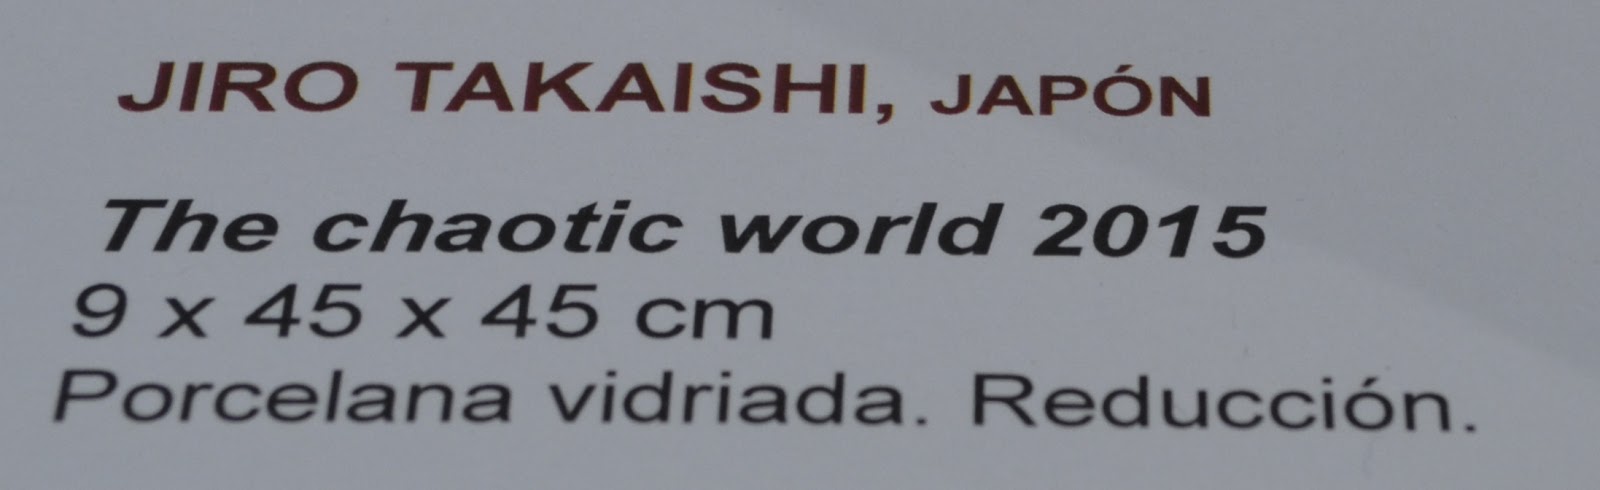 JIRO TAKAISHI, JAPÓN
The chaotic world 2015
9 x 45 x 45 cm
Porcelana vidriada. Reducción.